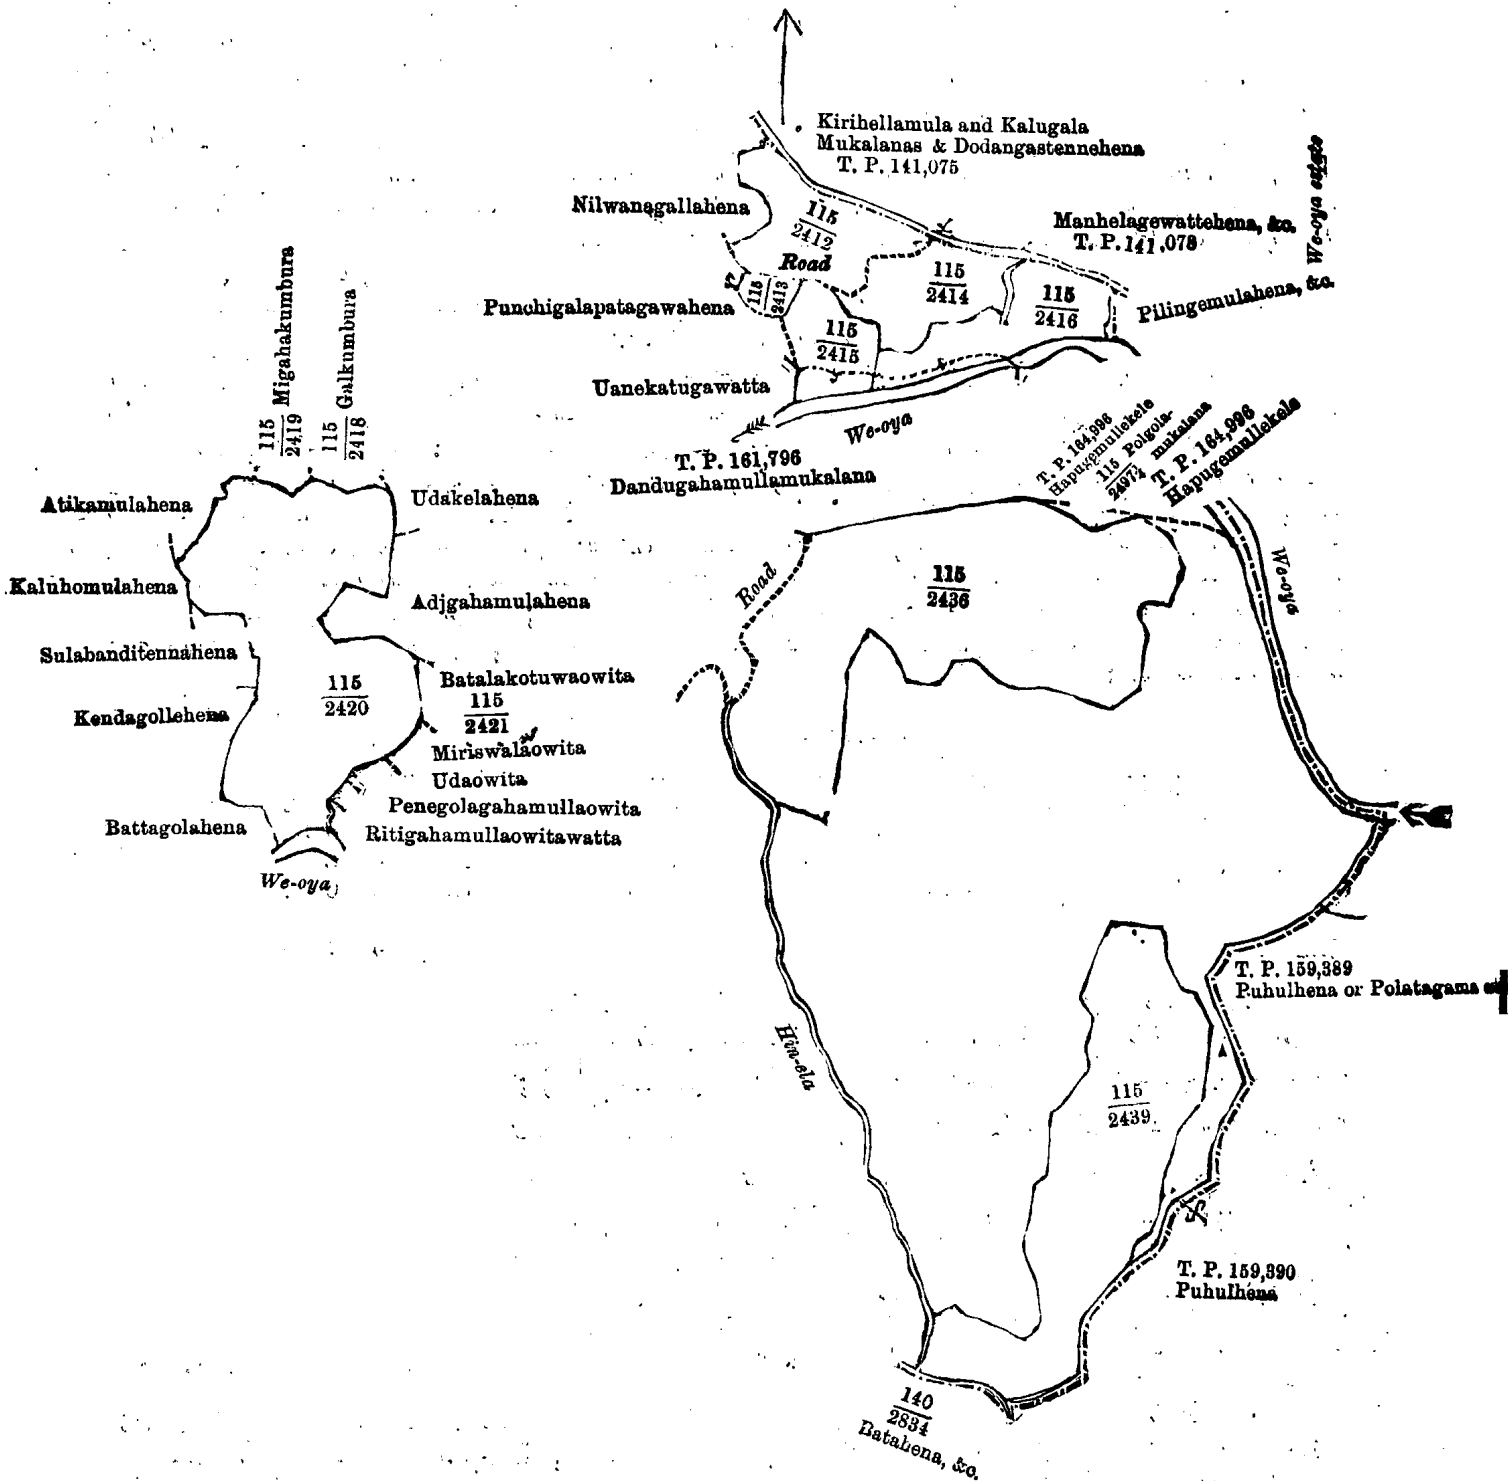 Kirihellamula and Kalugala
Mukalanas & Dodangastennehena
T. P. 141,075
We-oya estate
Nilwanagallahena
115
2412
Road
Manhelagewattehena, &c.
T. P. 141,078
115
2413
115
2414
115
2416
Pilingemulahena, &c.
Punchigalapatagawahena
115
2415
Uanekatugawatta
We-oya
T. P. 161,796
Dandugahamullamukalana
115
2419
Migahakumbura
115
2418
Galkumbura
Atikamulahena
Udakelahena
Kaluhomulahena
Adjgahamulahena
Sulabanditennahena
115
2420
Batalakotuwaowita
115
2421
Kendagollehena
Miriswalaowita
Udaowita
Penegolagahamullaowita
Battagolahena
Ritigahamullaowitawatta
We-oya
T. P. 164,996
Hapugemullekele
115 Polgola-
mukalana
T. P. 164,996
Hapugemullekele
Road
115
2436
We-oya
T. P. 159,389
Puhulhena or Polatagama
Hin-ela
115
2439
T. P. 159,390
Puhulhena
140
2834
Batahena, &c.